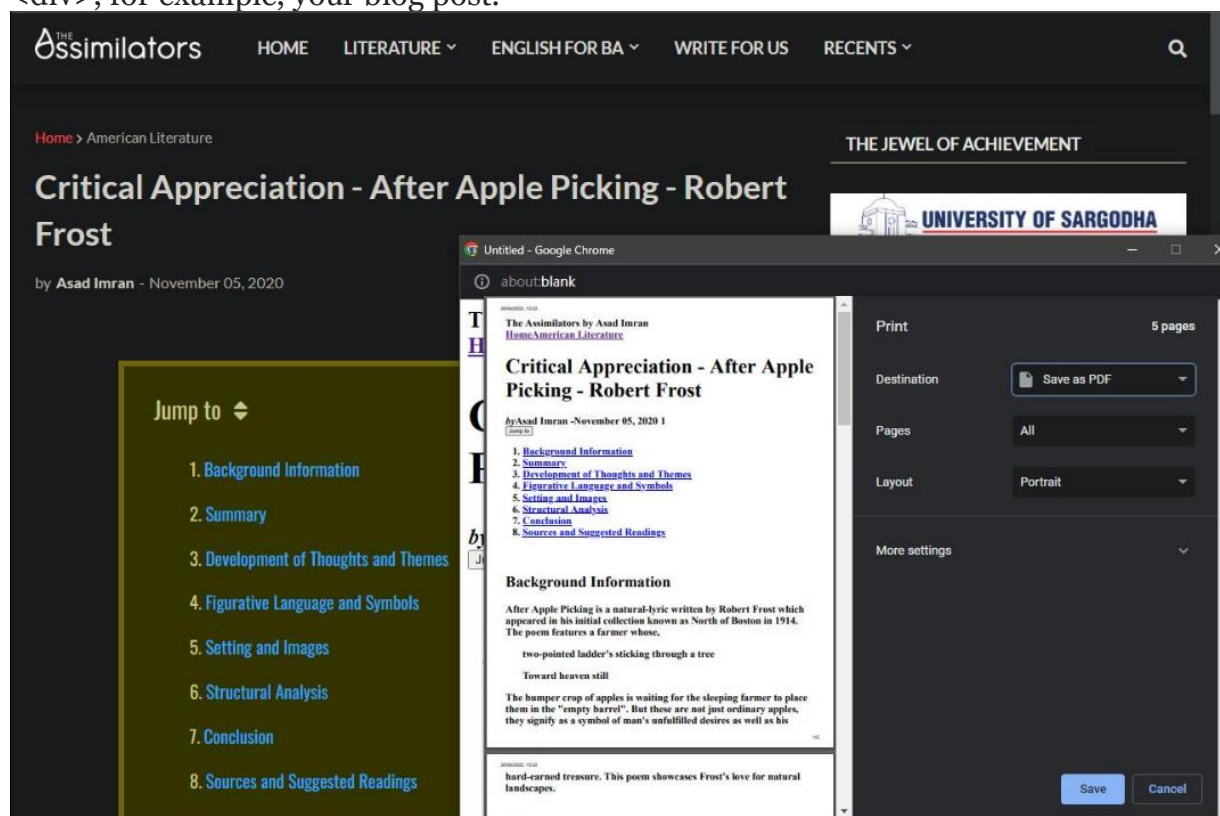 <div>, for example, your blog post.
THE
Assimilators HOME LITERATURE ENGLISH FOR BA WRITE FOR US RECENTS
Home > American Literature
THE JEWEL OF ACHIEVEMENT
Critical Appreciation - After Apple Picking - Robert
Frost
UNIVERSITY OF SARGODHA
by Asad Imran - November 05, 2020
Jump to
1. Background Information
2. Summary
3. Development of Thoughts and Themes
4. Figurative Language and Symbols
5. Setting and Images
6. Structural Analysis
7. Conclusion
8. Sources and Suggested Readings
Untitled - Google Chrome
about:blank
T
H
by
The Assimilators by Asad Imran
HomeAmerican Literature
Critical Appreciation - After Apple
Picking - Robert Frost
byAsad Imran -November 05, 2020 1
Jump to
1. Background Information
2. Summary
3. Development of Thoughts and Themes
4. Figurative Language and Symbols
5. Setting and Images
6. Structural Analysis
7. Conclusion
8. Sources and Suggested Readings
Background Information
After Apple Picking is a natural-lyric written by Robert Frost which
appeared in his initial collection known as North of Boston in 1914.
The poem features a farmer whose,
two-pointed ladder's sticking through a tree
Toward heaven still
The bumper crop of apples is waiting for the sleeping farmer to place
them in the "empty barrel". But these are not just ordinary apples,
they signify as a symbol of man's unfulfilled desires as well as his
hard-earned treasure. This poem showcases Frost's love for natural
landscapes.
Print 5 pages
Destination Save as PDF
Pages All
Layout Portrait
More settings
Save Cancel